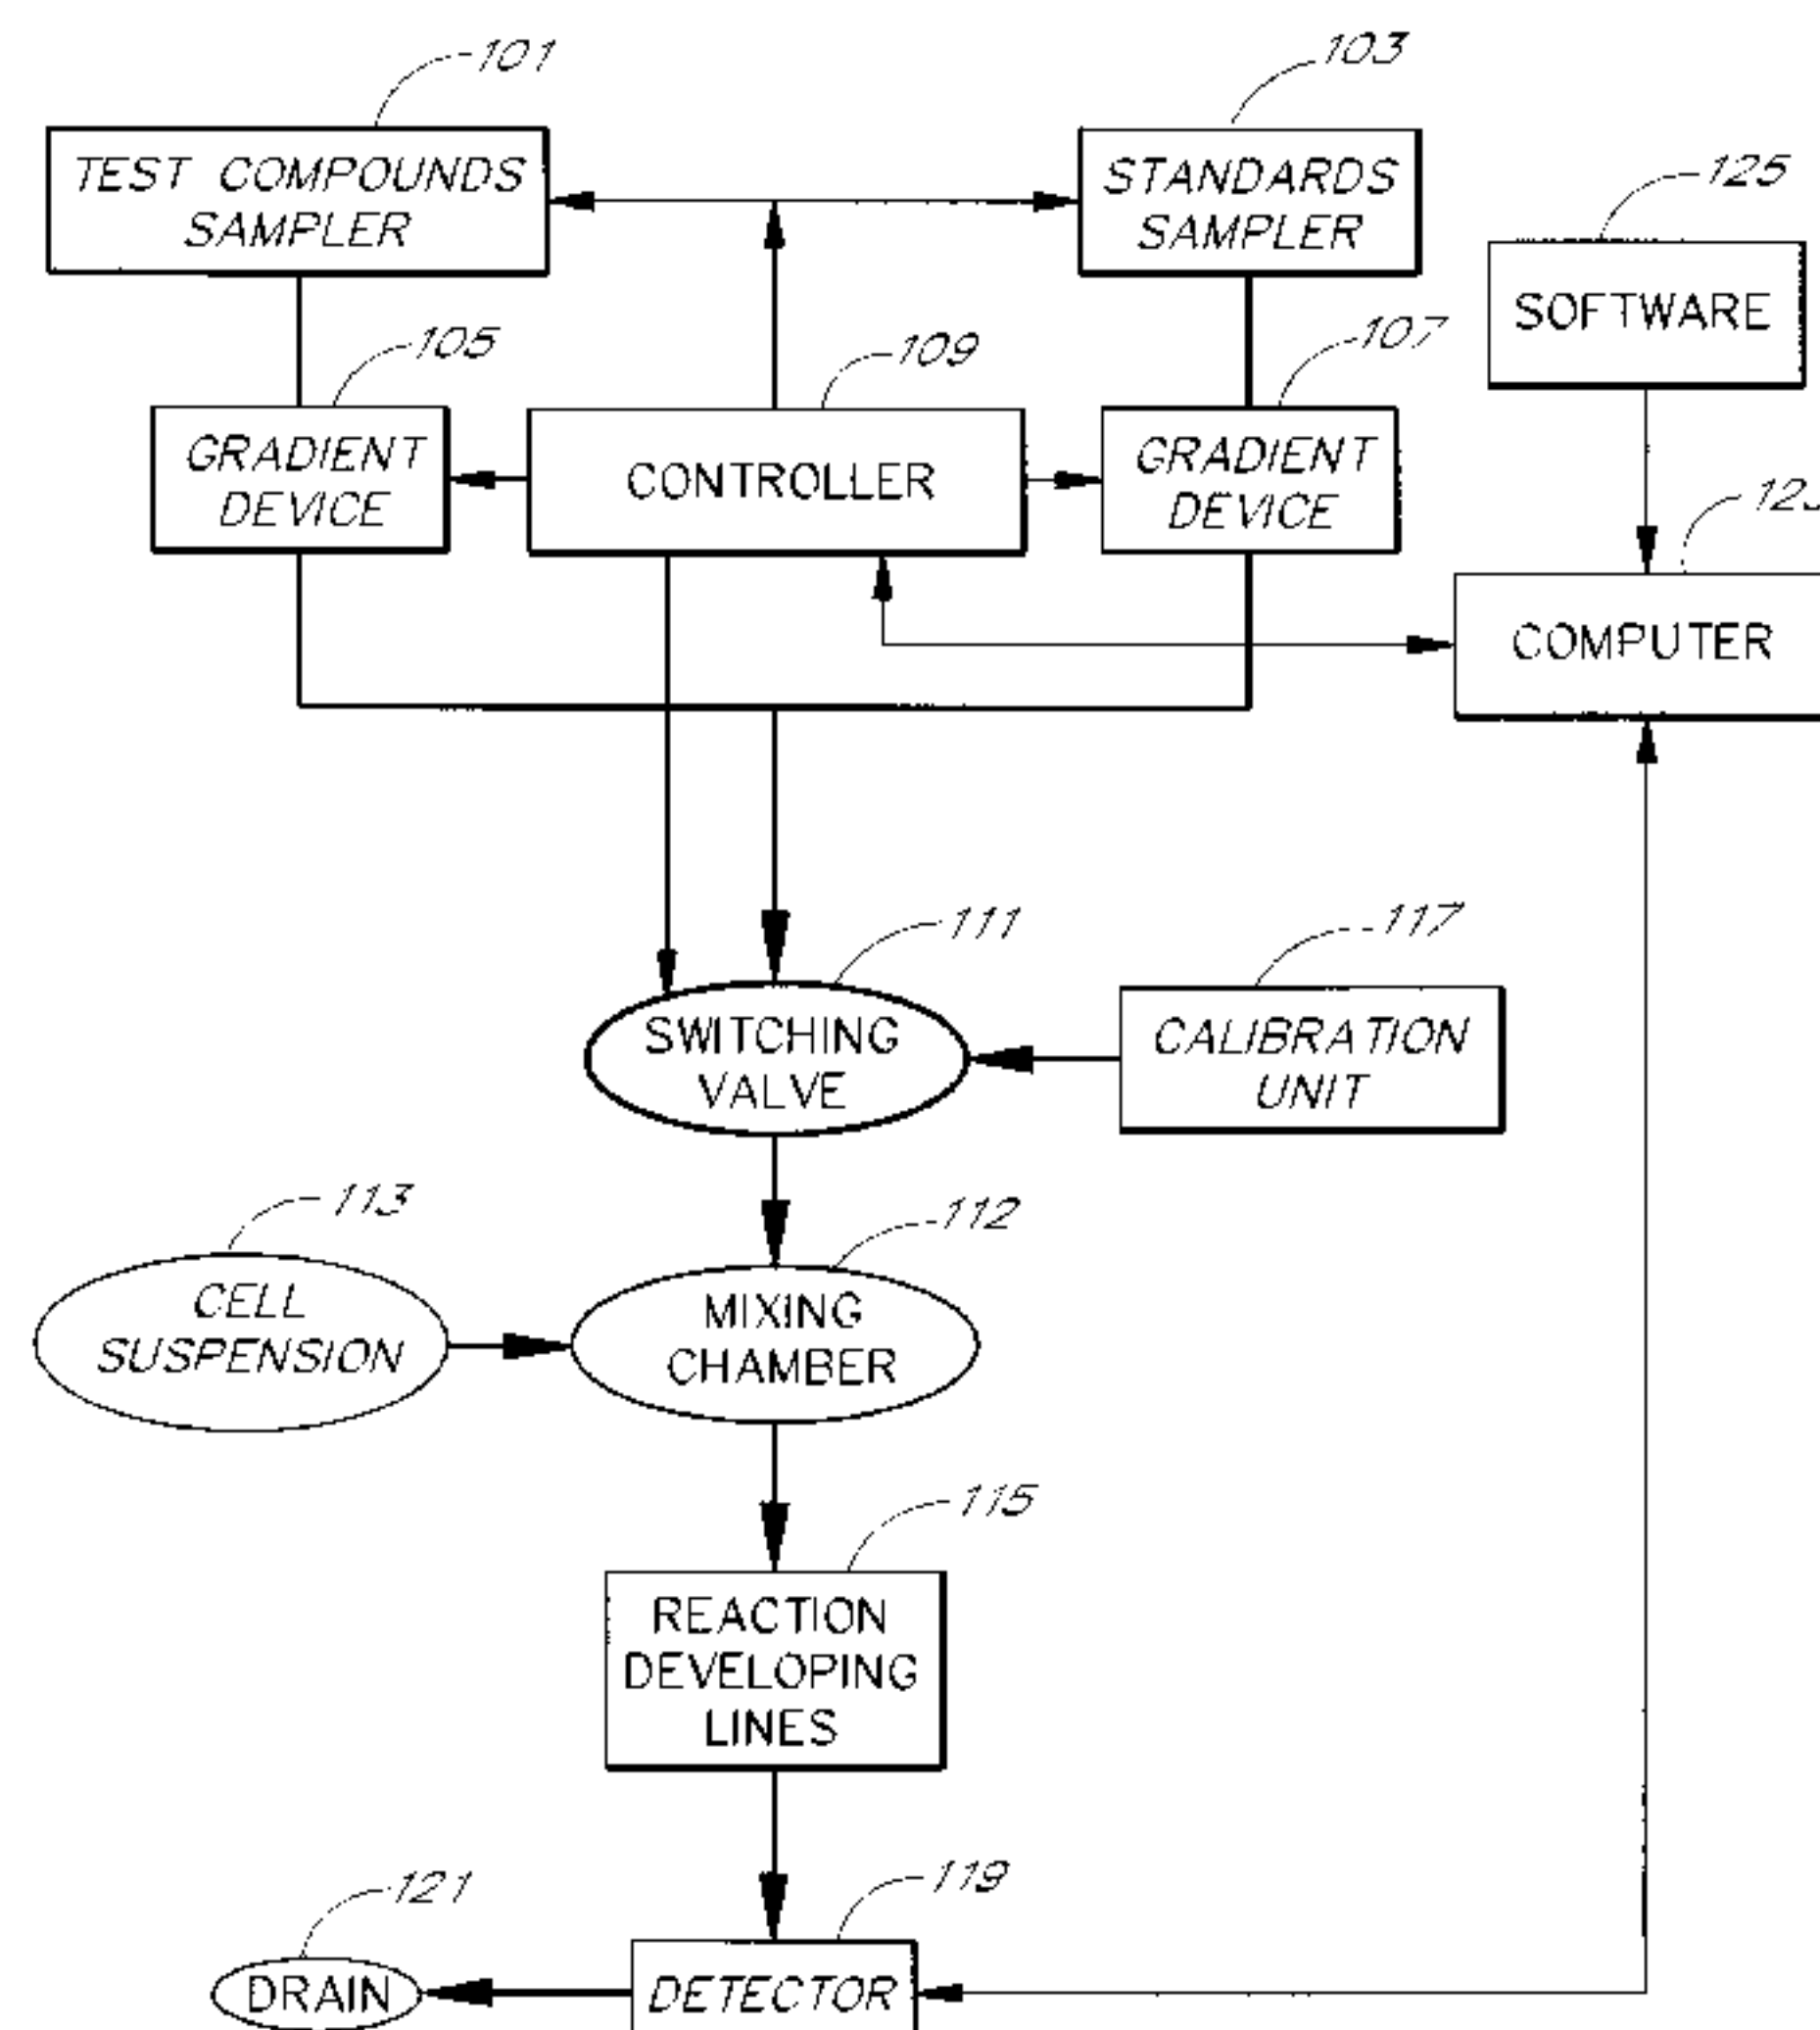 101
103
TEST COMPOUNDS
SAMPLER
STANDARDS
SAMPLER
125
SOFTWARE
105
109
107
GRADIENT
DEVICE
CONTROLLER
GRADIENT
DEVICE
COMPUTER
111
117
SWITCHING
VALVE
CALIBRATION
UNIT
113
112
CELL
SUSPENSION
MIXING
CHAMBER
115
REACTION
DEVELOPING
LINES
121
119
DRAIN
DETECTOR